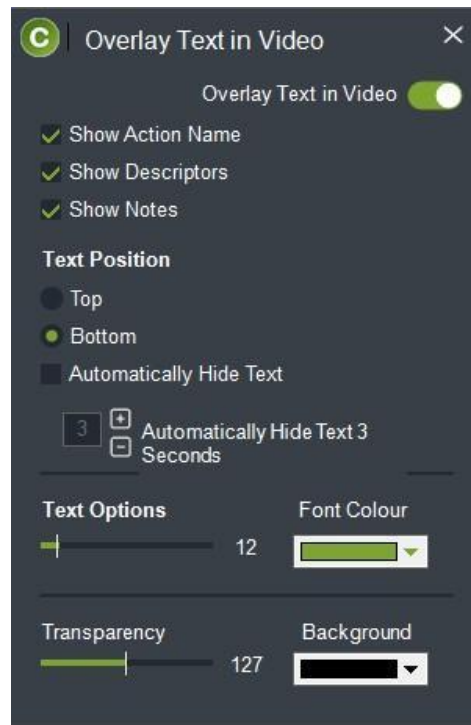 C Overlay Text in Video
Overlay Text in Video
Show Action Name
Show Descriptors
Show Notes
Text Position
Top
Bottom
Automatically Hide Text
3
Automatically Hide Text 3
Seconds
Text Options Font Colour
12
Transparency Background
127